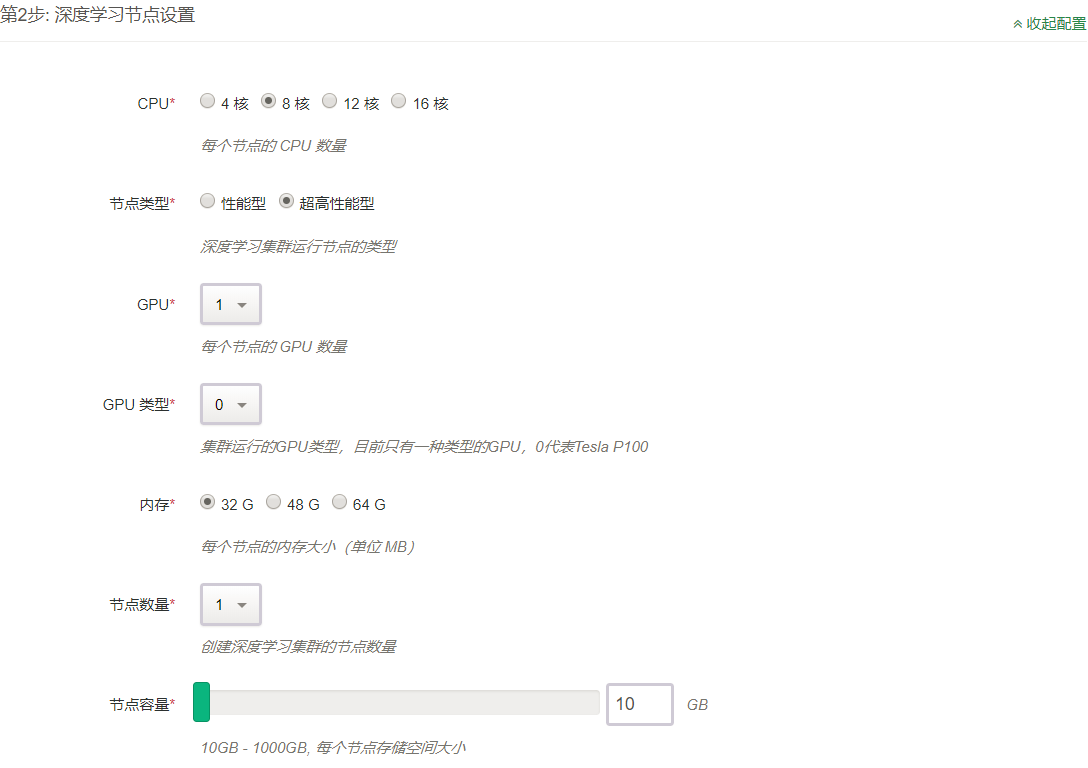 第2步: 深度学习节点设置
收起配置
CPU* 4 核 8 核 12 核 16 核
每个节点的 CPU 数量
节点类型* 性能型 超高性能型
深度学习集群运行节点的类型
GPU* 1
每个节点的 GPU 数量
GPU 类型* 0
集群运行的GPU类型，目前只有一种类型的GPU，0代表Tesla P100
内存* 32 G 48 G 64 G
每个节点的内存大小（单位 MB）
节点数量* 1
创建深度学习集群的节点数量
节点容量* 10 GB
10GB - 1000GB, 每个节点存储空间大小